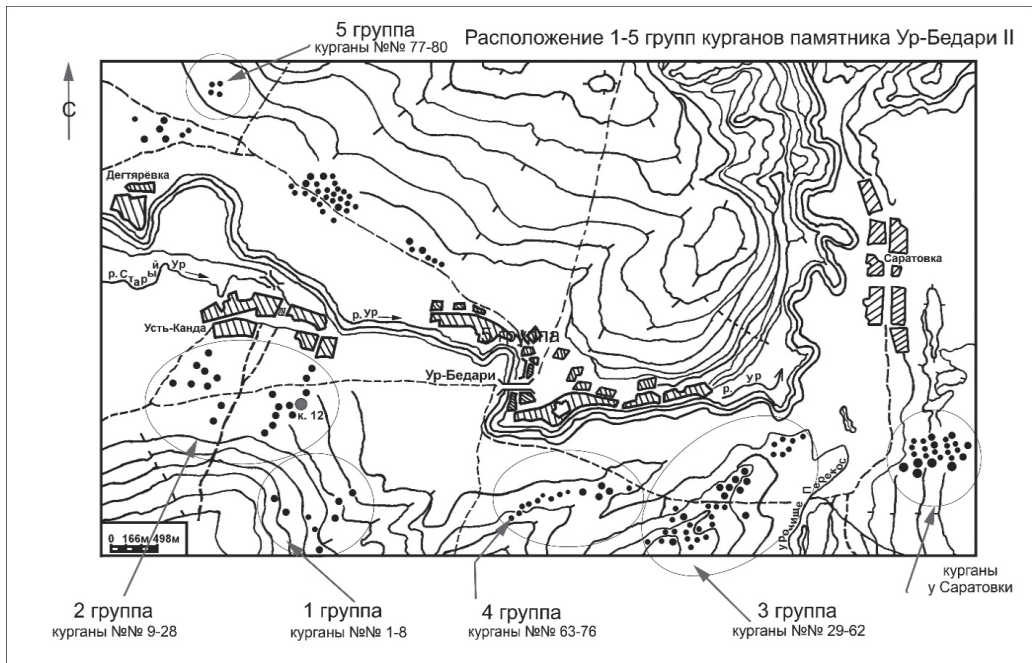 5 группа
курганы №№ 77-80
Расположение 1-5 групп курганов памятника Ур-Бедари II
С
Дегтярёвка
р. Старый Ур
Саратовка
Усть-Канда
р. Ур
5 группа
Ур-Бедари
р. Ур
к. 12
урочище Перекос
0 166м 498м
курганы
у Саратовки
2 группа
курганы №№ 9-28
1 группа
курганы №№ 1-8
4 группа
курганы №№ 63-76
3 группа
курганы №№ 29-62